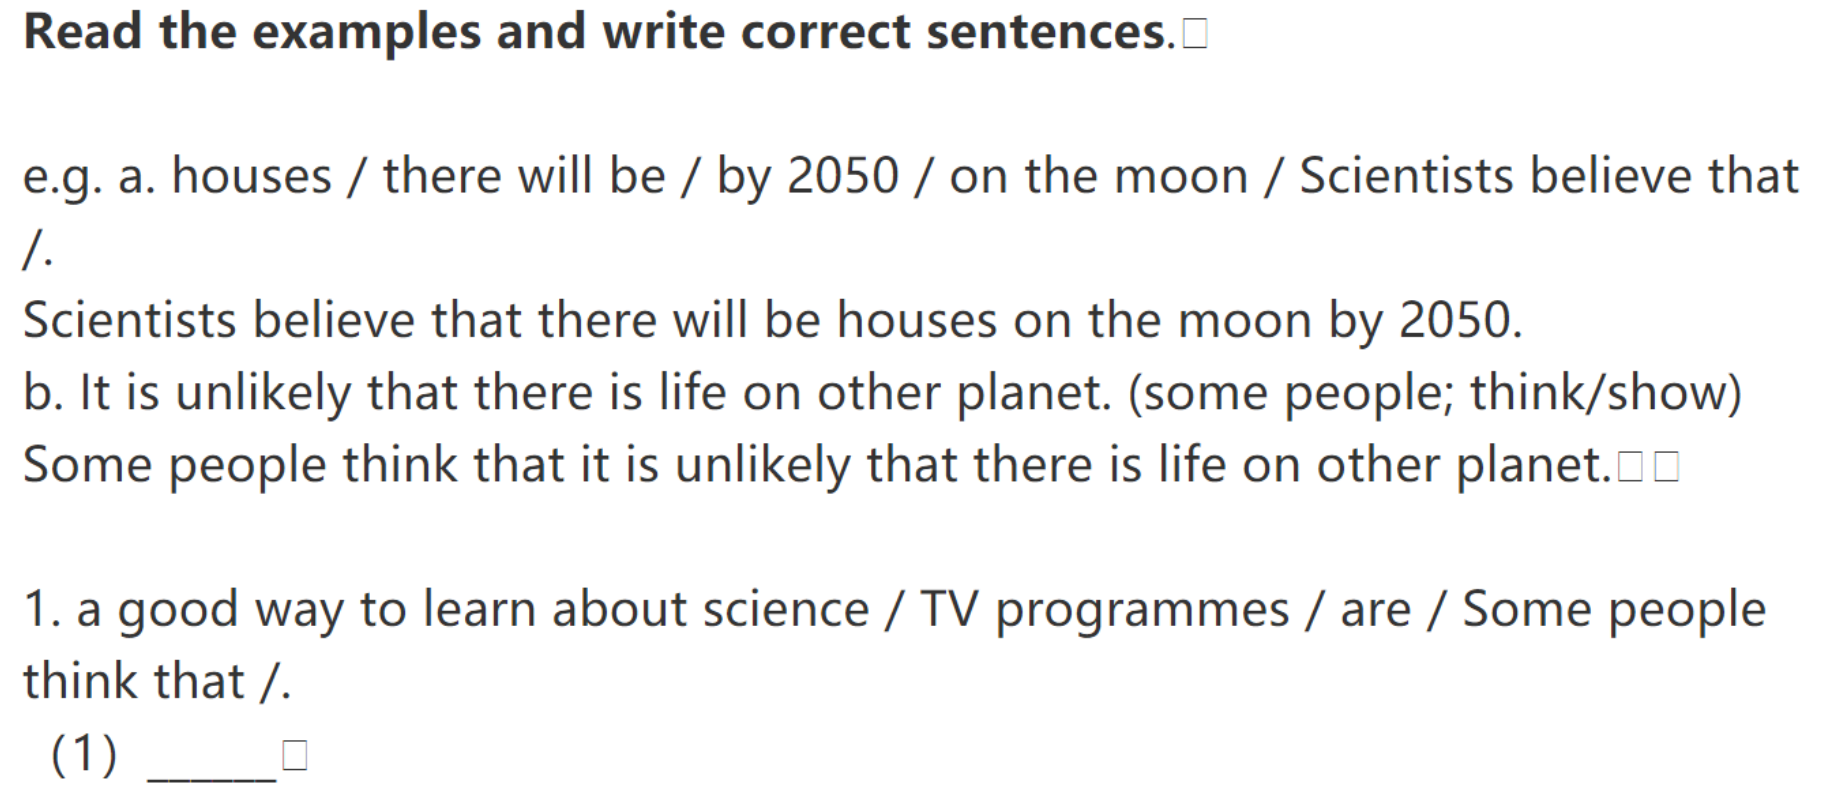 Read the examples and write correct sentences.□
e.g. a. houses / there will be / by 2050 / on the moon / Scientists believe that
/.
Scientists believe that there will be houses on the moon by 2050.
b. It is unlikely that there is life on other planet. (some people; think/show)
Some people think that it is unlikely that there is life on other planet.□□
1. a good way to learn about science / TV programmes / are / Some people
think that /.
(1) ______□